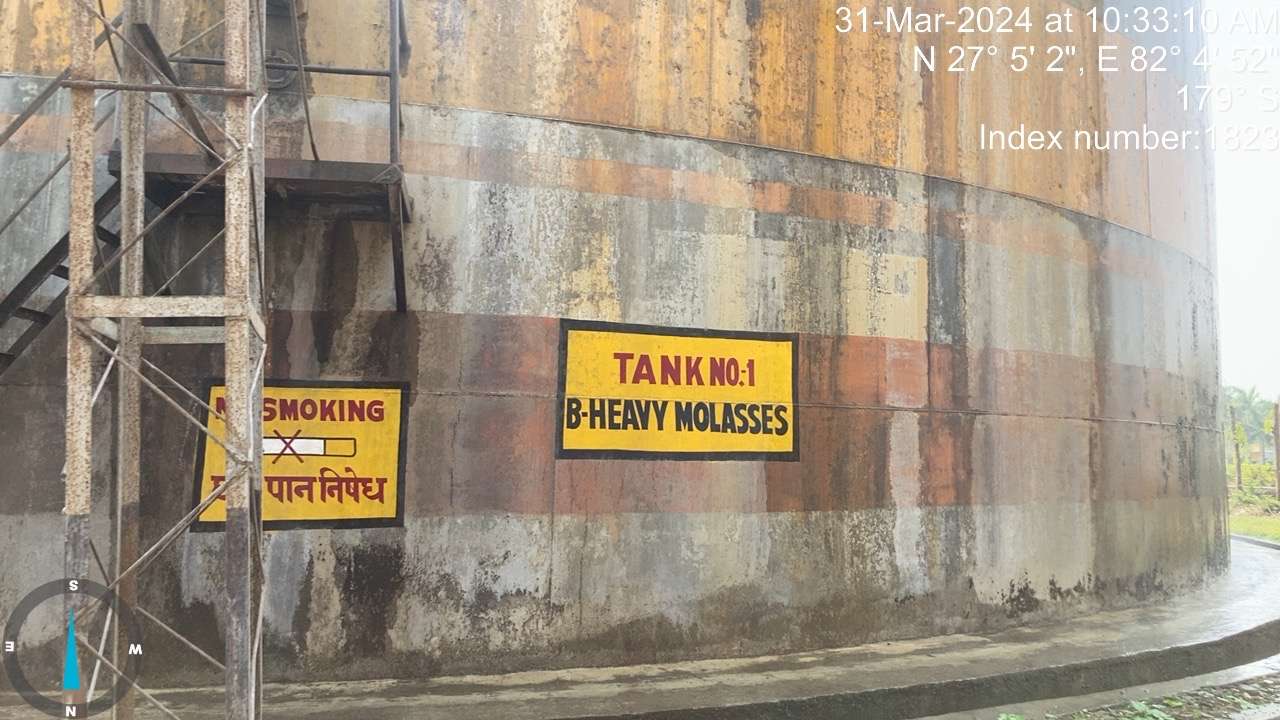 31-Mar-2024 at 10:33:10 AM
N 27° 5' 2", E 82° 4' 52"
179° S
Index number:1823
TANK NO.-1
B-HEAVY MOLASSES
SMOKING
पान निषेध
S
E
W
N